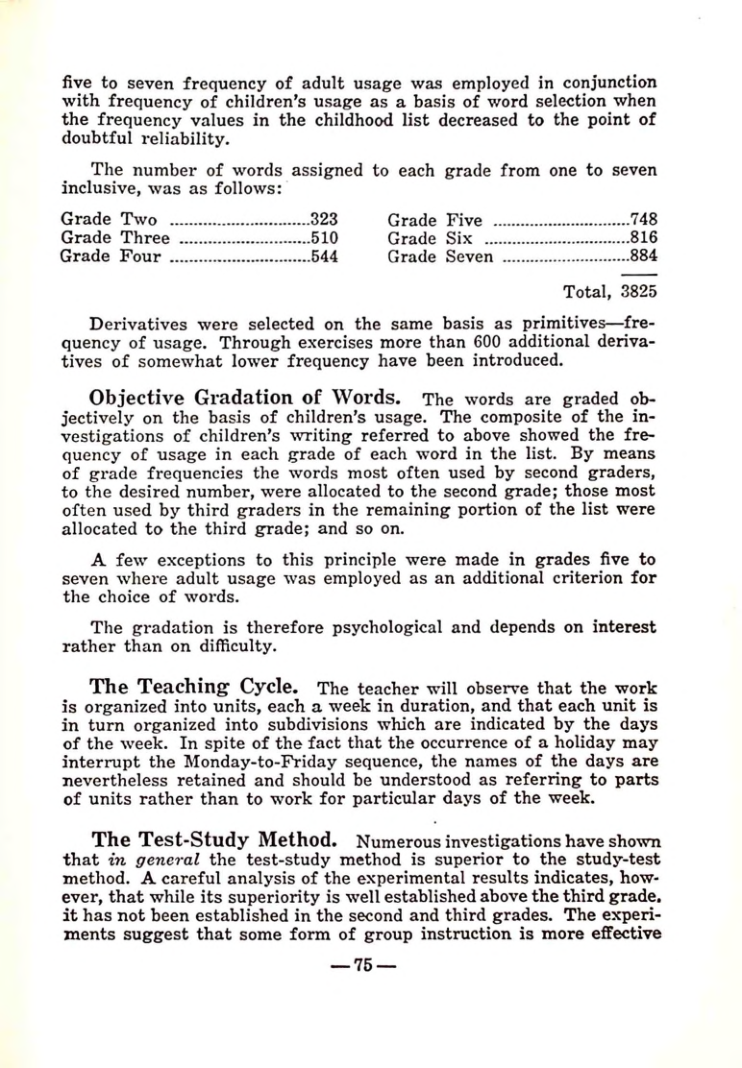 five to seven frequency of adult usage was employed in conjunction
with frequency of children's usage as a basis of word selection when
the frequency values in the childhood list decreased to the point of
doubtful reliability.
The number of words assigned to each grade from one to seven
inclusive, was as follows:
Grade Two ..............................323 Grade Five .............................748
Grade Three ............................510 Grade Six ...............................816
Grade Four ..............................544 Grade Seven ...........................884
Total, 3825
Derivatives were selected on the same basis as primitives—fre-
quency of usage. Through exercises more than 600 additional deriva-
tives of somewhat lower frequency have been introduced.
Objective Gradation of Words. The words are graded ob-
jectively on the basis of children's usage. The composite of the in-
vestigations of children's writing referred to above showed the fre-
quency of usage in each grade of each word in the list. By means
of grade frequencies the words most often used by second graders,
to the desired number, were allocated to the second grade; those most
often used by third graders in the remaining portion of the list were
allocated to the third grade; and so on.
A few exceptions to this principle were made in grades five to
seven where adult usage was employed as an additional criterion for
the choice of words.
The gradation is therefore psychological and depends on interest
rather than on difficulty.
The Teaching Cycle. The teacher will observe that the work
is organized into units, each a week in duration, and that each unit is
in turn organized into subdivisions which are indicated by the days
of the week. In spite of the fact that the occurrence of a holiday may
interrupt the Monday-to-Friday sequence, the names of the days are
nevertheless retained and should be understood as referring to parts
of units rather than to work for particular days of the week.
The Test-Study Method. Numerous investigations have shown
that in general the test-study method is superior to the study-test
method. A careful analysis of the experimental results indicates, how-
ever, that while its superiority is well established above the third grade,
it has not been established in the second and third grades. The experi-
ments suggest that some form of group instruction is more effective
— 75 —